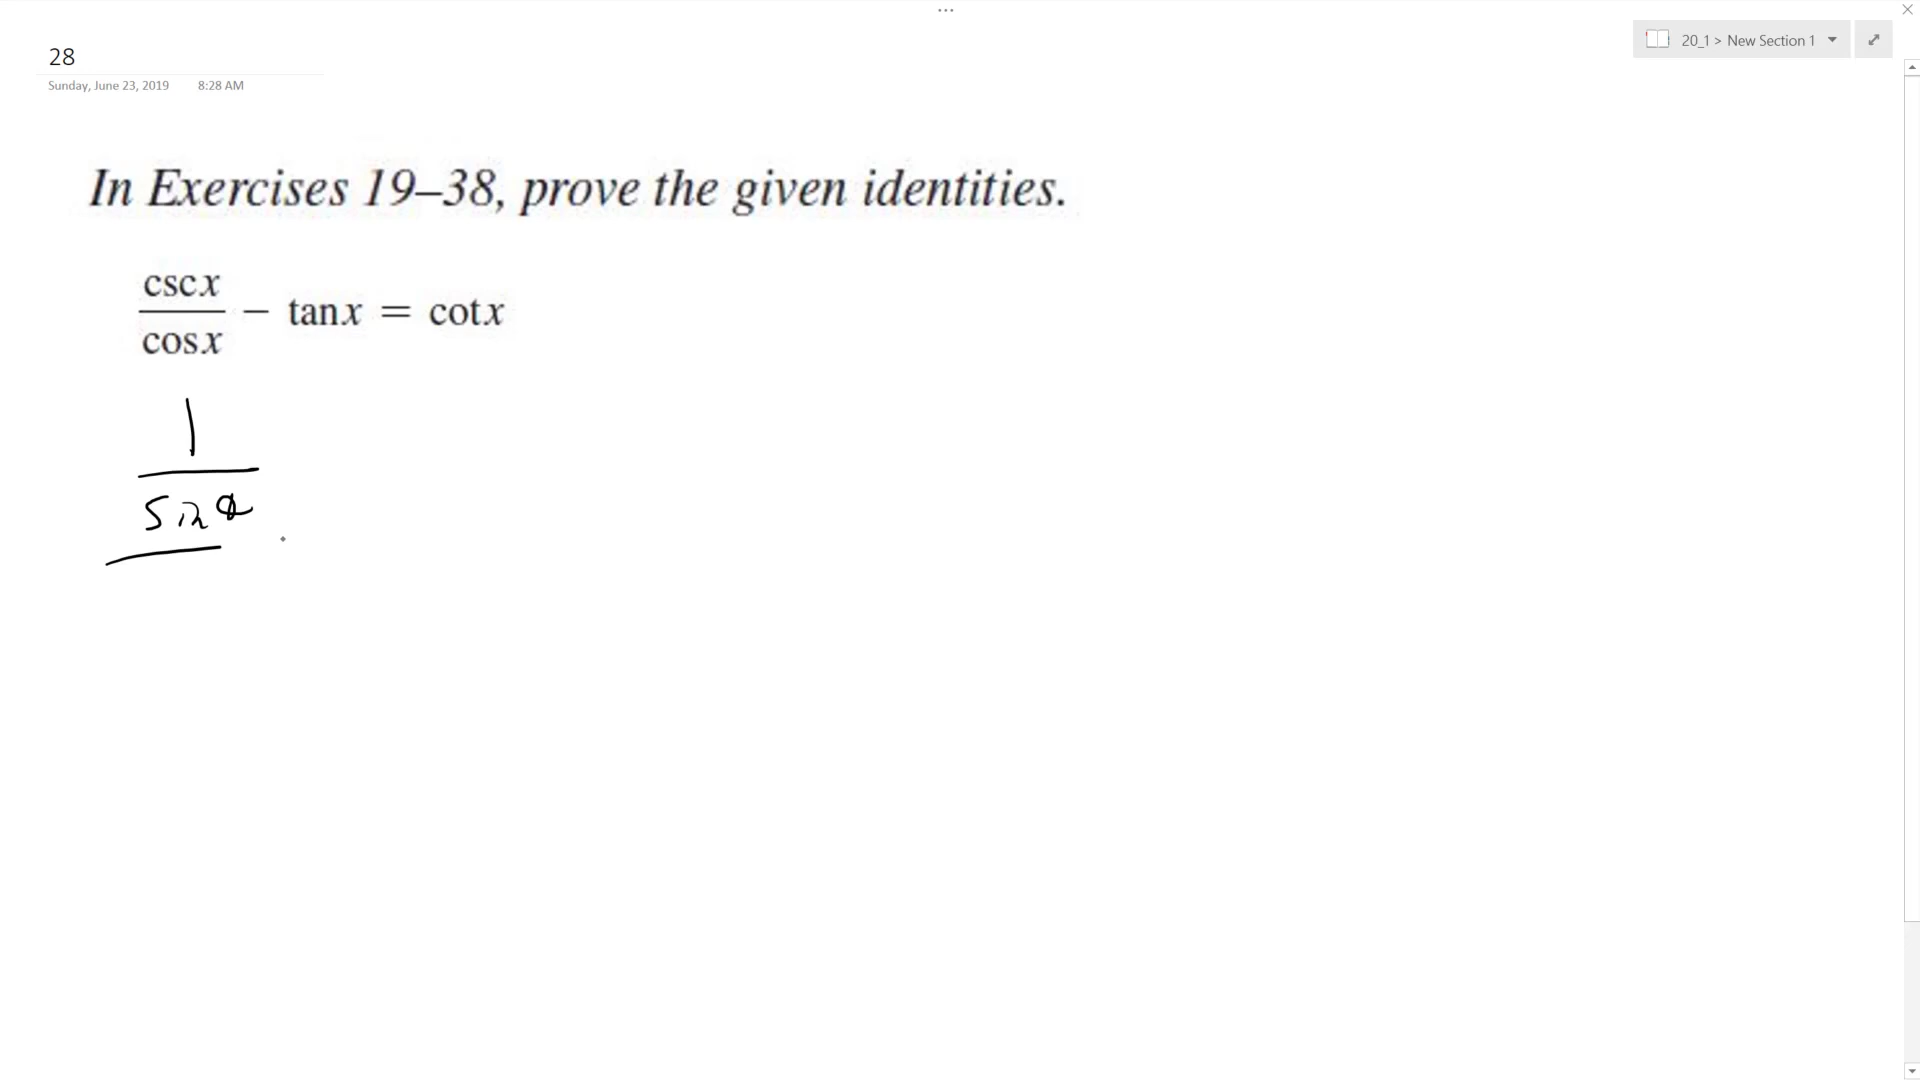 ...
20_1 > New Section 1
28
Sunday, June 23, 2019 8:28 AM
In Exercises 19–38, prove the given identities.
cscx
cosx
− tanx = cotx
1
sin